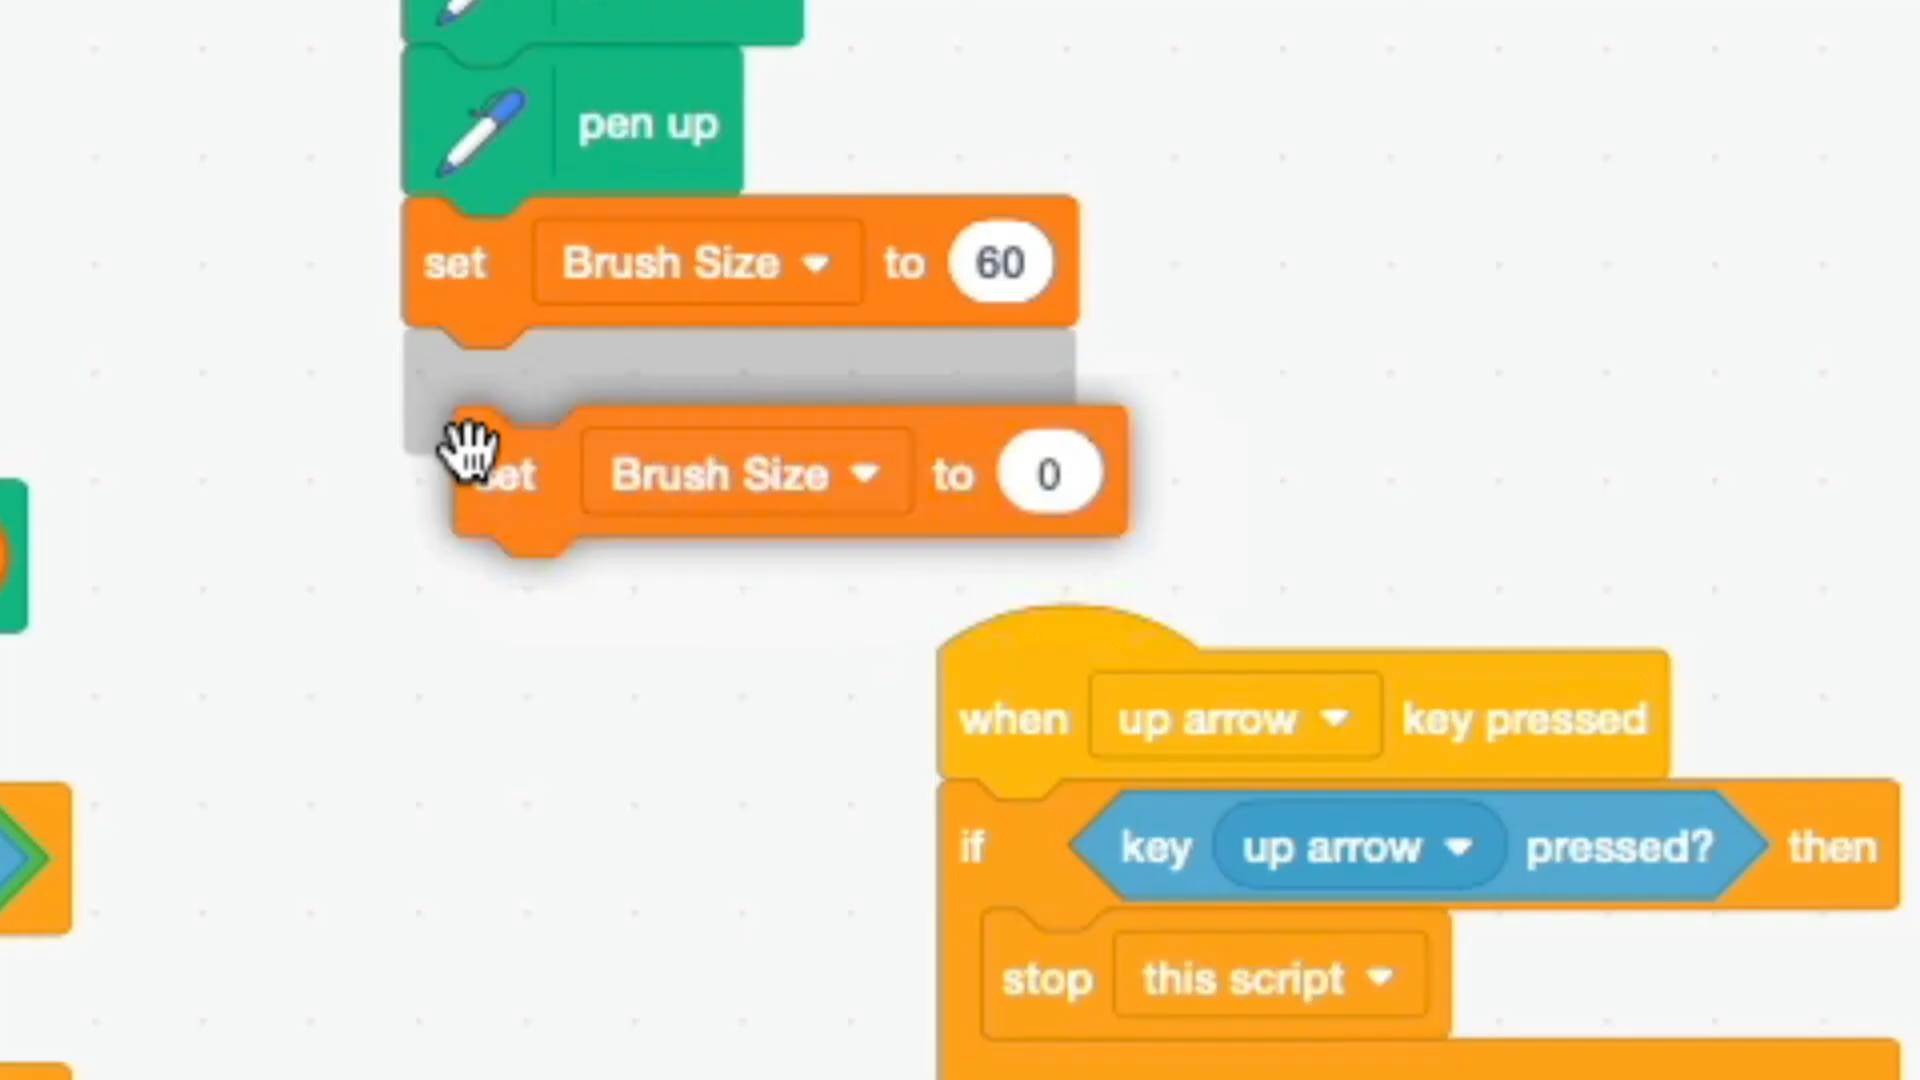 pen up
set Brush Size to 60
set Brush Size to 0
when up arrow key pressed
if key up arrow pressed? then
stop this script